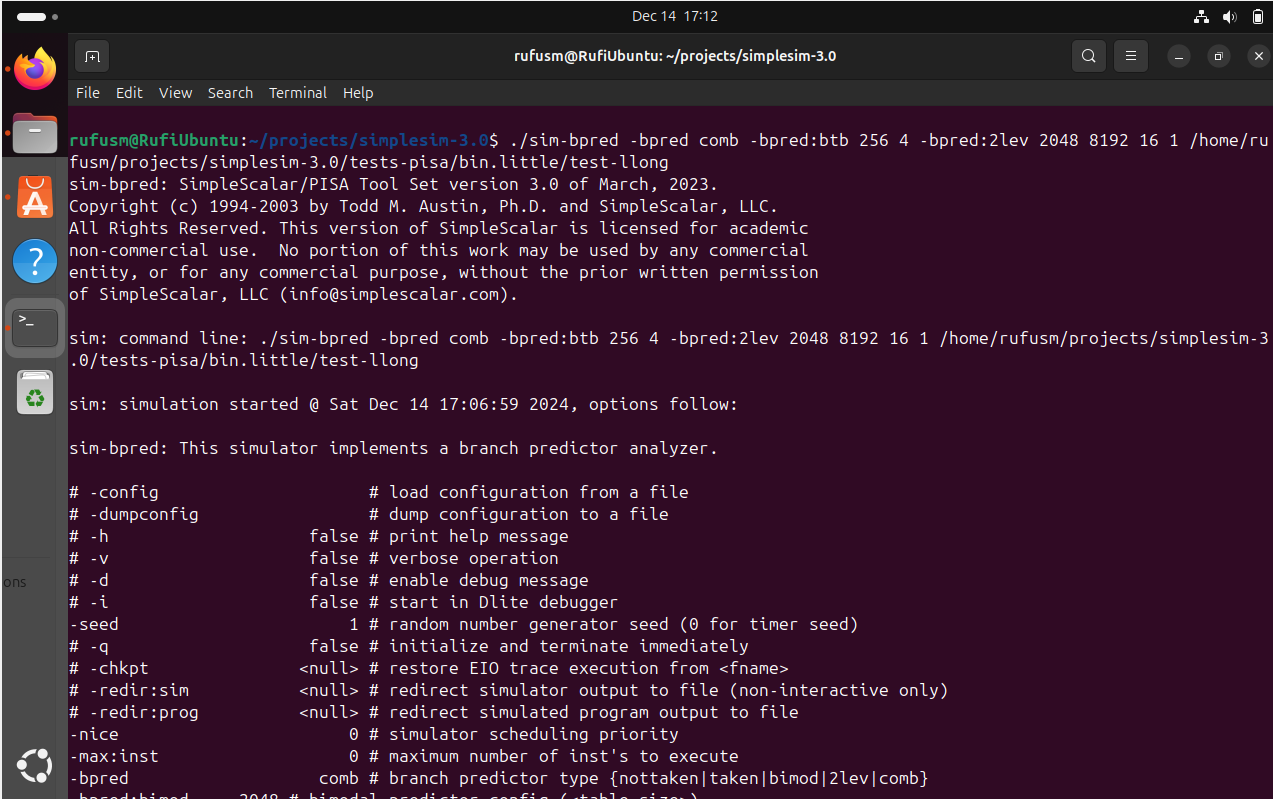 Dec 14 17:12
rufusm@RufiUbuntu: ~/projects/simplesim-3.0
File Edit View Search Terminal Help
rufusm@RufiUbuntu:~/projects/simplesim-3.0$ ./sim-bpred -bpred comb -bpred:btb 256 4 -bpred:2lev 2048 8192 16 1 /home/ru
fusm/projects/simplesim-3.0/tests-pisa/bin.little/test-llong
sim-bpred: SimpleScalar/PISA Tool Set version 3.0 of March, 2023.
Copyright (c) 1994-2003 by Todd M. Austin, Ph.D. and SimpleScalar, LLC.
All Rights Reserved. This version of SimpleScalar is licensed for academic
non-commercial use.  No portion of this work may be used by any commercial
entity, or for any commercial purpose, without the prior written permission
of SimpleScalar, LLC (info@simplescalar.com).
sim: command line: ./sim-bpred -bpred comb -bpred:btb 256 4 -bpred:2lev 2048 8192 16 1 /home/rufusm/projects/simplesim-3
.0/tests-pisa/bin.little/test-llong
sim: simulation started @ Sat Dec 14 17:06:59 2024, options follow:
sim-bpred: This simulator implements a branch predictor analyzer.
# -config                     # load configuration from a file
# -dumpconfig                 # dump configuration to a file
# -h                    false # print help message
# -v                    false # verbose operation
# -d                    false # enable debug message
# -i                    false # start in Dlite debugger
-seed                       1 # random number generator seed (0 for timer seed)
# -q                    false # initialize and terminate immediately
# -chkpt               <null> # restore EIO trace execution from <fname>
# -redir:sim           <null> # redirect simulator output to file (non-interactive only)
# -redir:prog          <null> # redirect simulated program output to file
-nice                       0 # simulator scheduling priority
-max:inst                   0 # maximum number of inst's to execute
-bpred                   comb # branch predictor type {nottaken|taken|bimod|2lev|comb}
-bpred:bimod     2048 # bimodal predictor config (<table size>)
ons